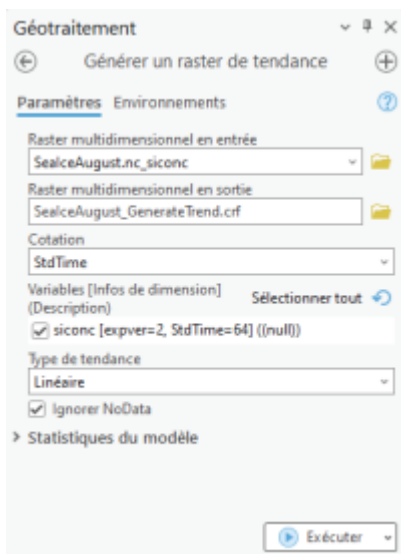 Géotraitement
Générer un raster de tendance
Paramètres Environnements
Raster multidimensionnel en entrée
SeaIceAugust.nc_siconc
Raster multidimensionnel en sortie
SeaIceAugust_GenerateTrend.crf
Cotation
StdTime
Variables [Infos de dimension]
(Description)
Sélectionner tout
siconc [expver=2, StdTime=64] ((null))
Type de tendance
Linéaire
Ignorer NoData
Statistiques du modèle
Exécuter